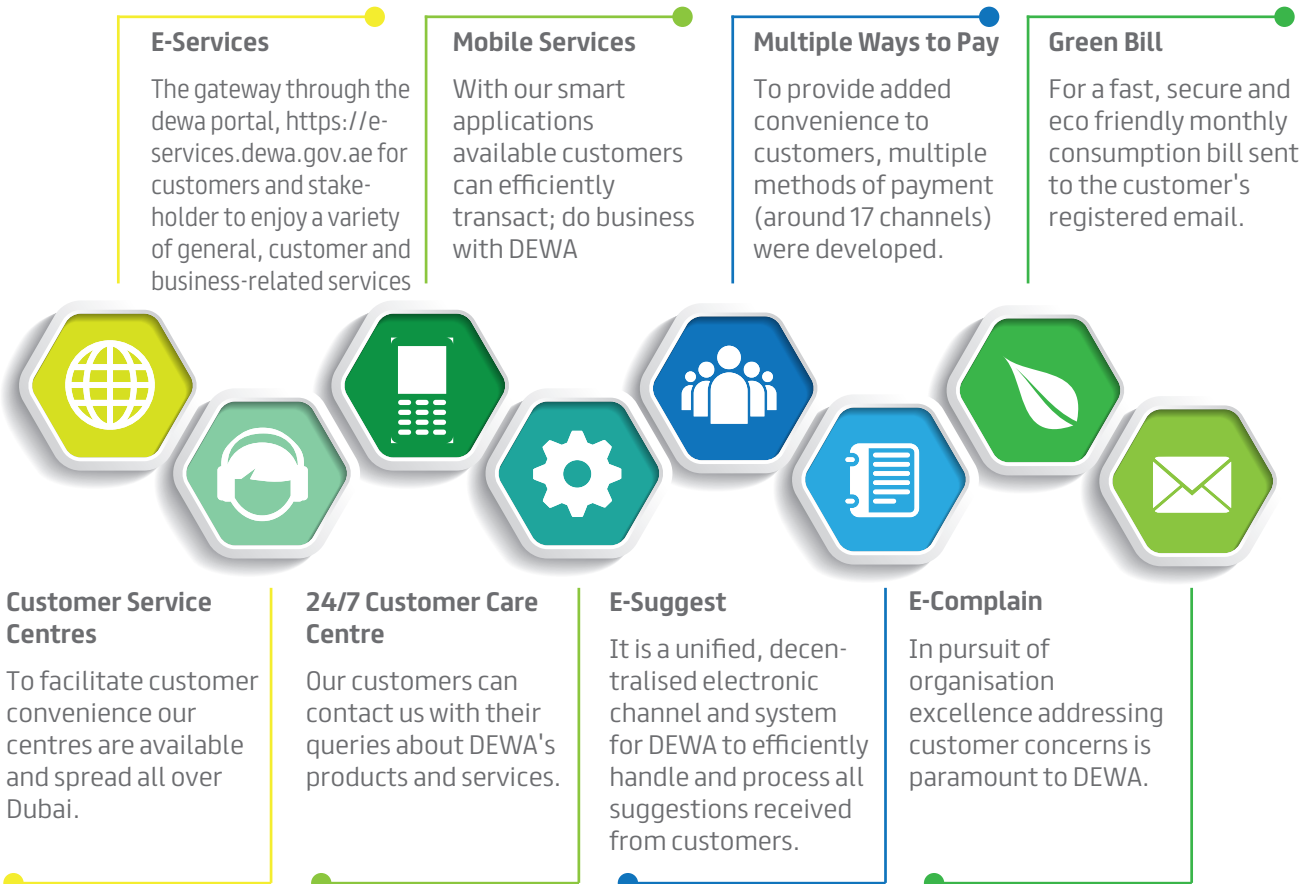 E-Services
The gateway through the
dewa portal, https://e-
services.dewa.gov.ae for
customers and stake-
holder to enjoy a variety
of general, customer and
business-related services
Mobile Services
With our smart
applications
available customers
can efficiently
transact; do business
with DEWA
Multiple Ways to Pay
To provide added
convenience to
customers, multiple
methods of payment
(around 17 channels)
were developed.
Green Bill
For a fast, secure and
eco friendly monthly
consumption bill sent
to the customer's
registered email.
Customer Service
Centres
To facilitate customer
convenience our
centres are available
and spread all over
Dubai.
24/7 Customer Care
Centre
Our customers can
contact us with their
queries about DEWA's
products and services.
E-Suggest
It is a unified, decen-
tralised electronic
channel and system
for DEWA to efficiently
handle and process all
suggestions received
from customers.
E-Complain
In pursuit of
organisation
excellence addressing
customer concerns is
paramount to DEWA.